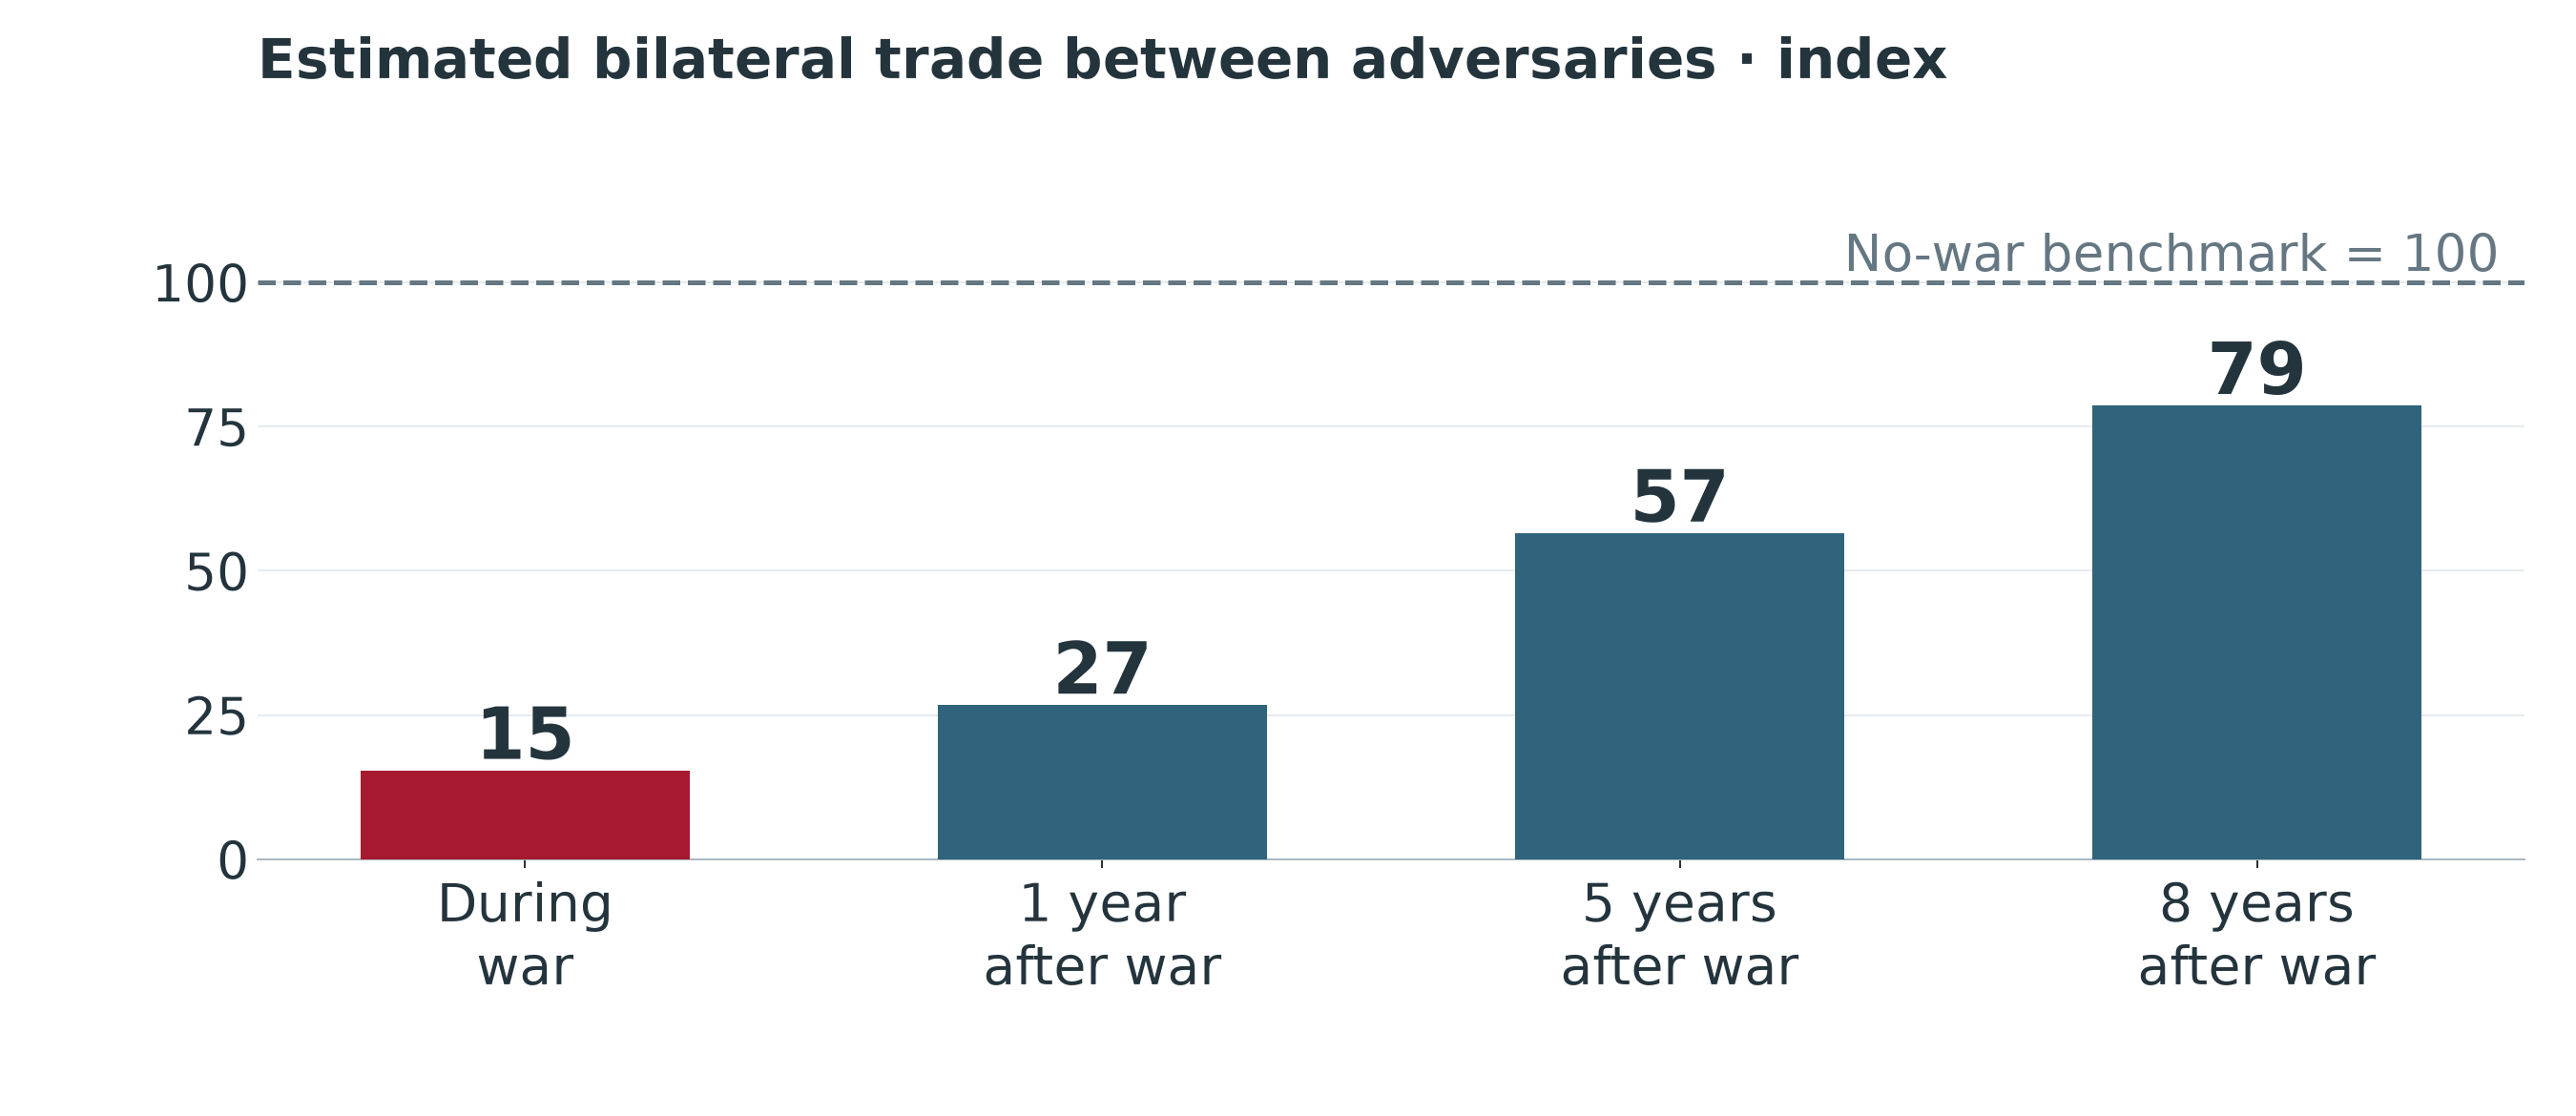 Estimated bilateral trade between adversaries · index
No-war benchmark = 100
100
75
50
25
0
15
27
57
79
During
war
1 year
after war
5 years
after war
8 years
after war